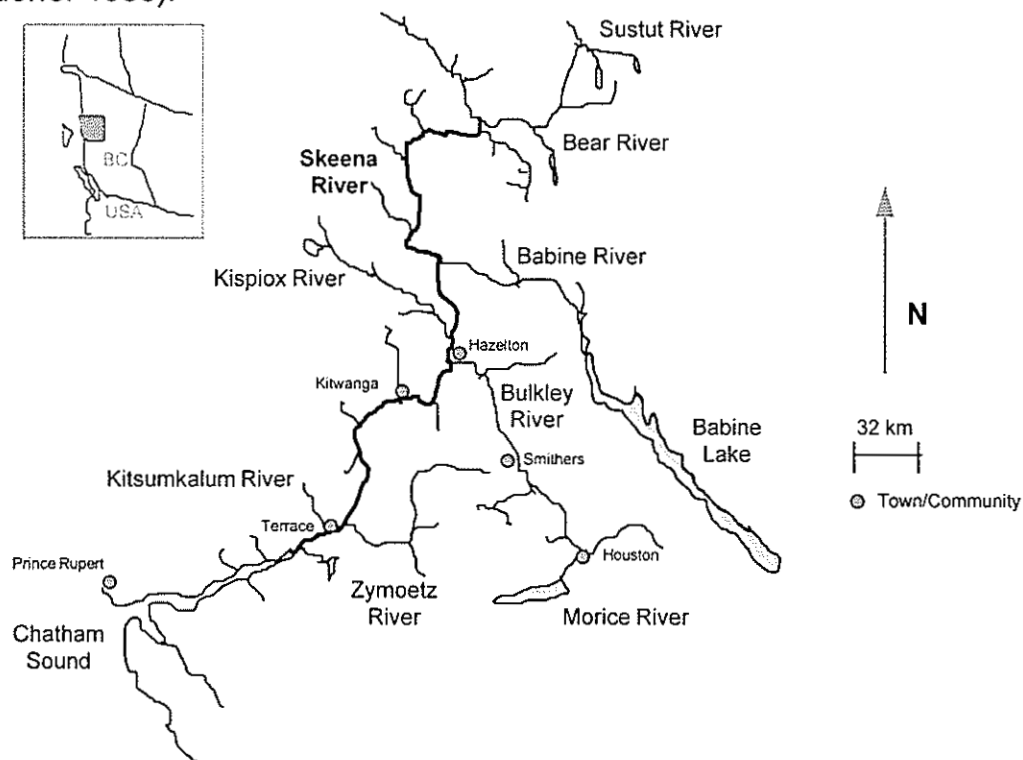 1995).
Sustut River
Bear River
BC
USA
Skeena
River
Babine River
Kispiox River
N
Hazelton
Kitwanga
Bulkley
River
Babine
Lake
32 km
Smithers
Town/Community
Kitsumkalum River
Terrace
Prince Rupert
Houston
Zymoetz
River
Morice River
Chatham
Sound